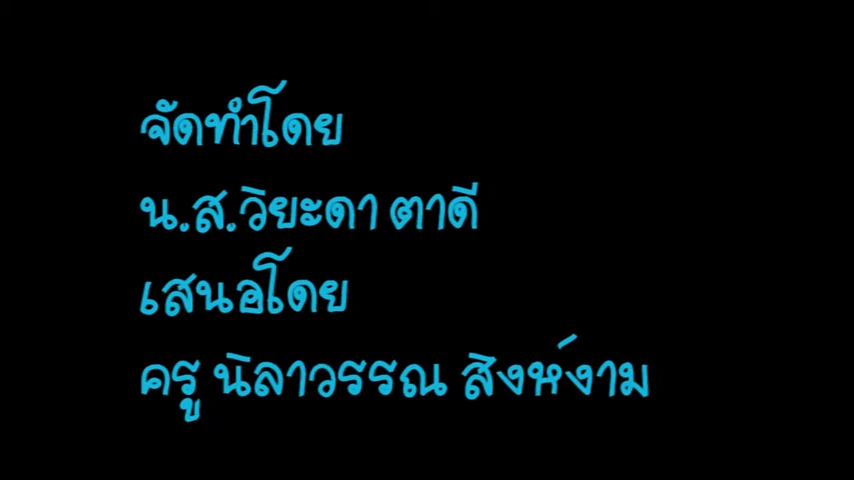 จัดทำโดย
น.ส.วิยะดา ตาดี
เสนอโดย
ครู นิลาวรรณ สิงห์งาม